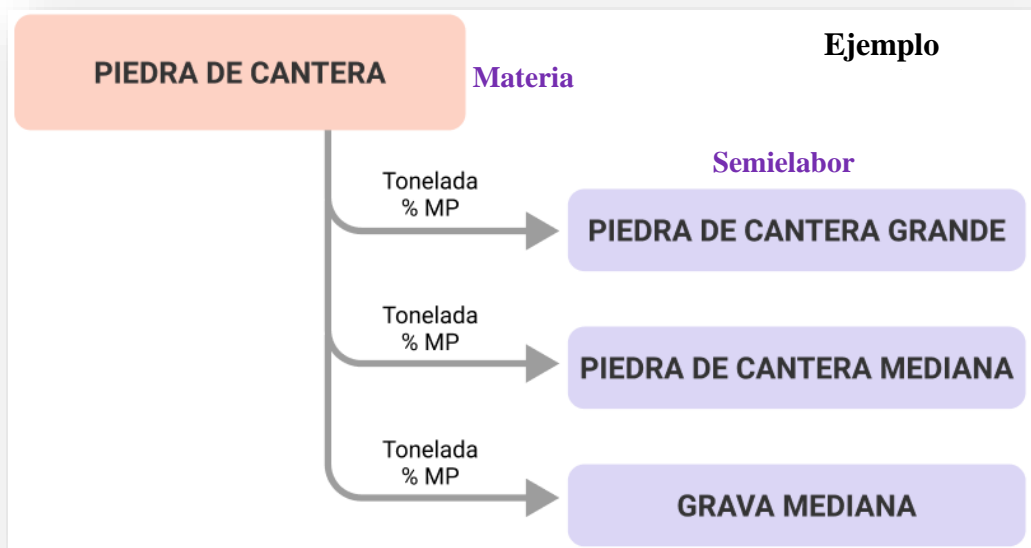 Ejemplo
PIEDRA DE CANTERA
Materia
Semielabor
Tonelada
% MP
PIEDRA DE CANTERA GRANDE
Tonelada
% MP
PIEDRA DE CANTERA MEDIANA
Tonelada
% MP
GRAVA MEDIANA